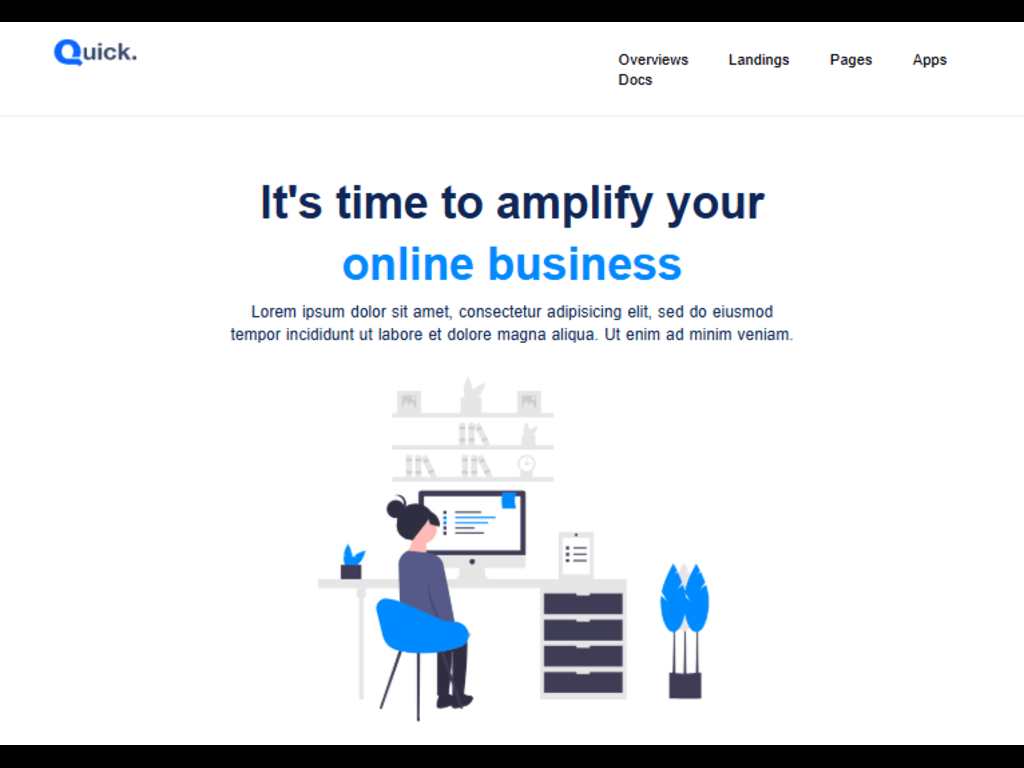 Quick.
Overviews Landings Pages Apps
Docs
It's time to amplify your
online business
Lorem ipsum dolor sit amet, consectetur adipisicing elit, sed do eiusmod
tempor incididunt ut labore et dolore magna aliqua. Ut enim ad minim veniam.